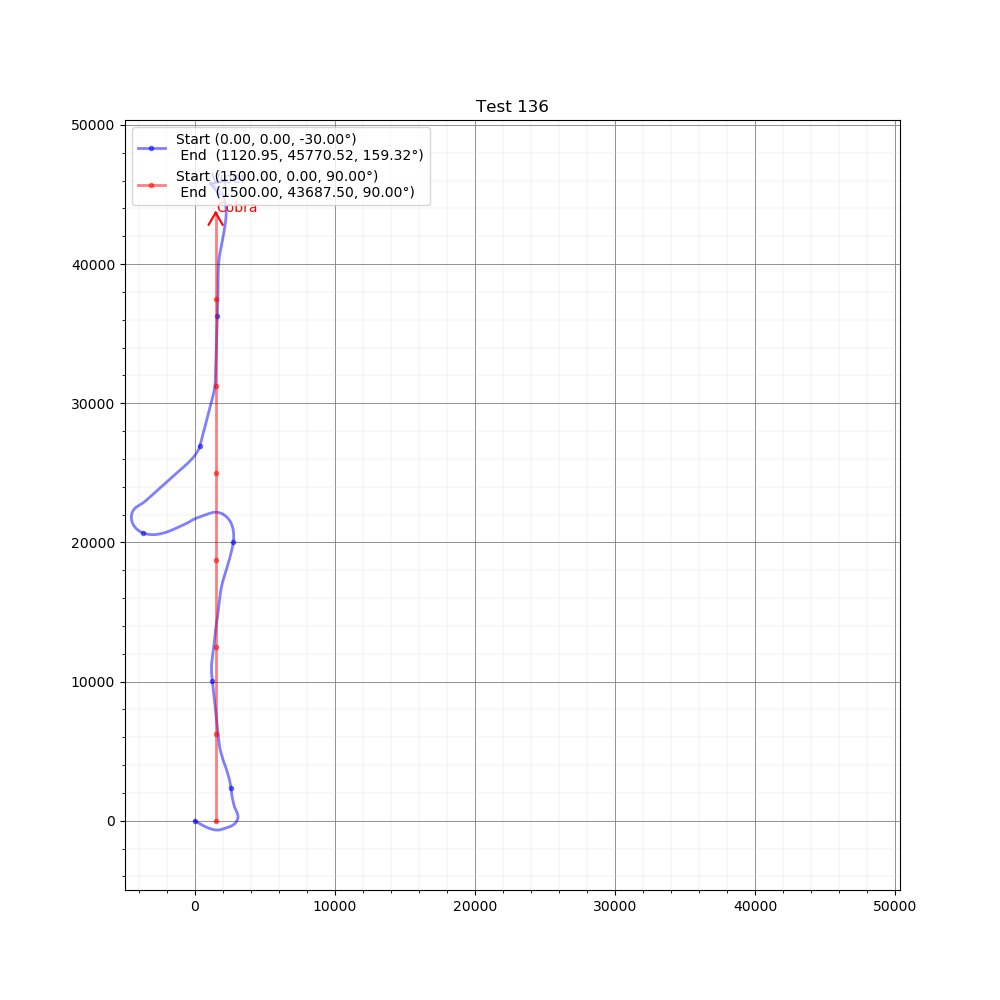 Test 136
50000
40000
30000
20000
10000
0
Start (0.00, 0.00, -30.00°)
End (1120.95, 45770.52, 159.32°)
Start (1500.00, 0.00, 90.00°)
End (1500.00, 43687.50, 90.00°)
Cobra
0 10000 20000 30000 40000 50000